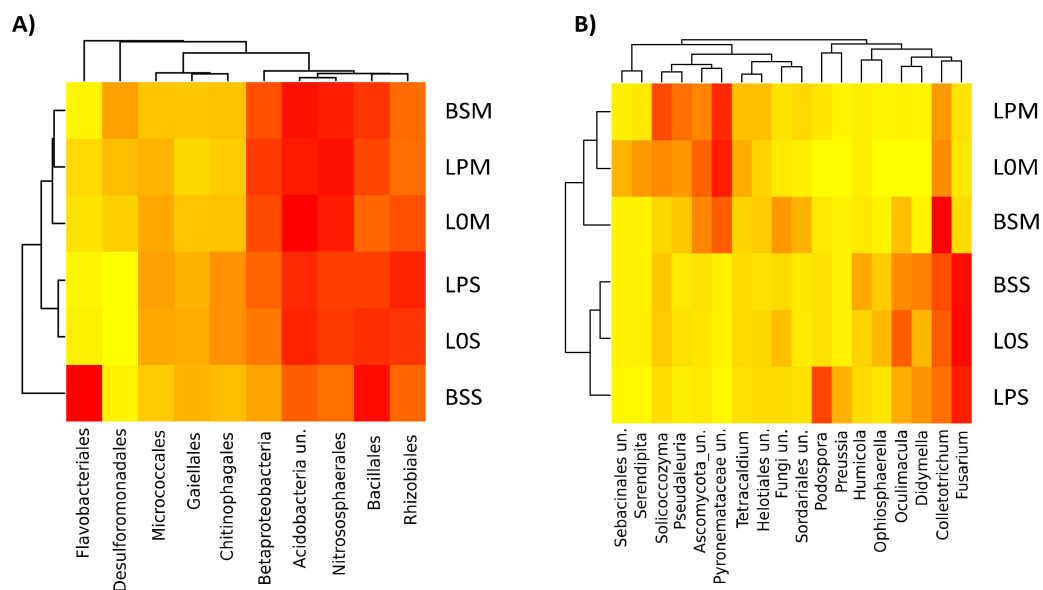 A)
BSM
LPM
L0M
LPS
L0S
BSS
Flavobacteriales
Desulforomonadales
Micrococcales
Gaiellales
Chitinophagales
Betaproteobacteria
Acidobacteria un.
Nitrososphaerales
Bacillales
Rhizobiales
B)
LPM
L0M
BSM
BSS
L0S
LPS
Sebacinales un.
Serendipita
Solicoccozyma
Pseudaleuria
Ascomycota_un.
Pyronemataceae un.
Tetracaldium
Helotiales un.
Fungi un.
Sordariales un.
Podospora
Preussia
Humicola
Ophiosphaerella
Oculimacula
Didymella
Colletotrichum
Fusarium